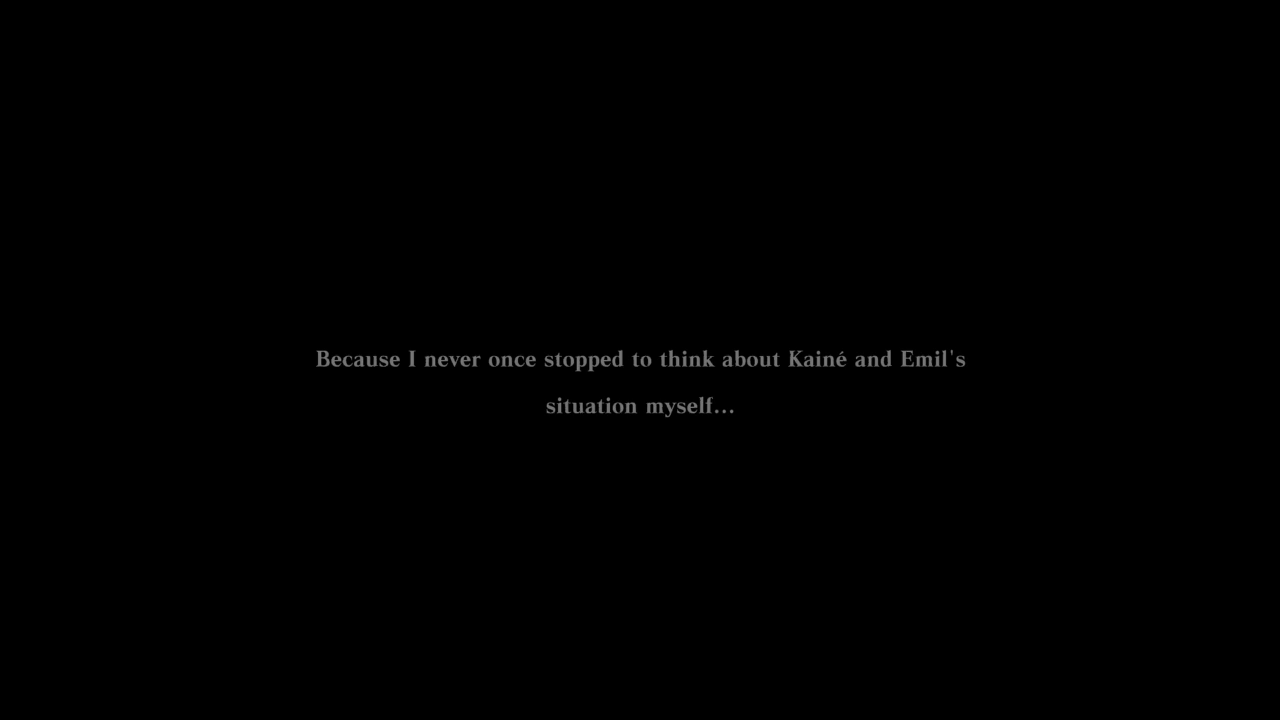 Because I never once stopped to think about Kainé and Emil's
situation myself...